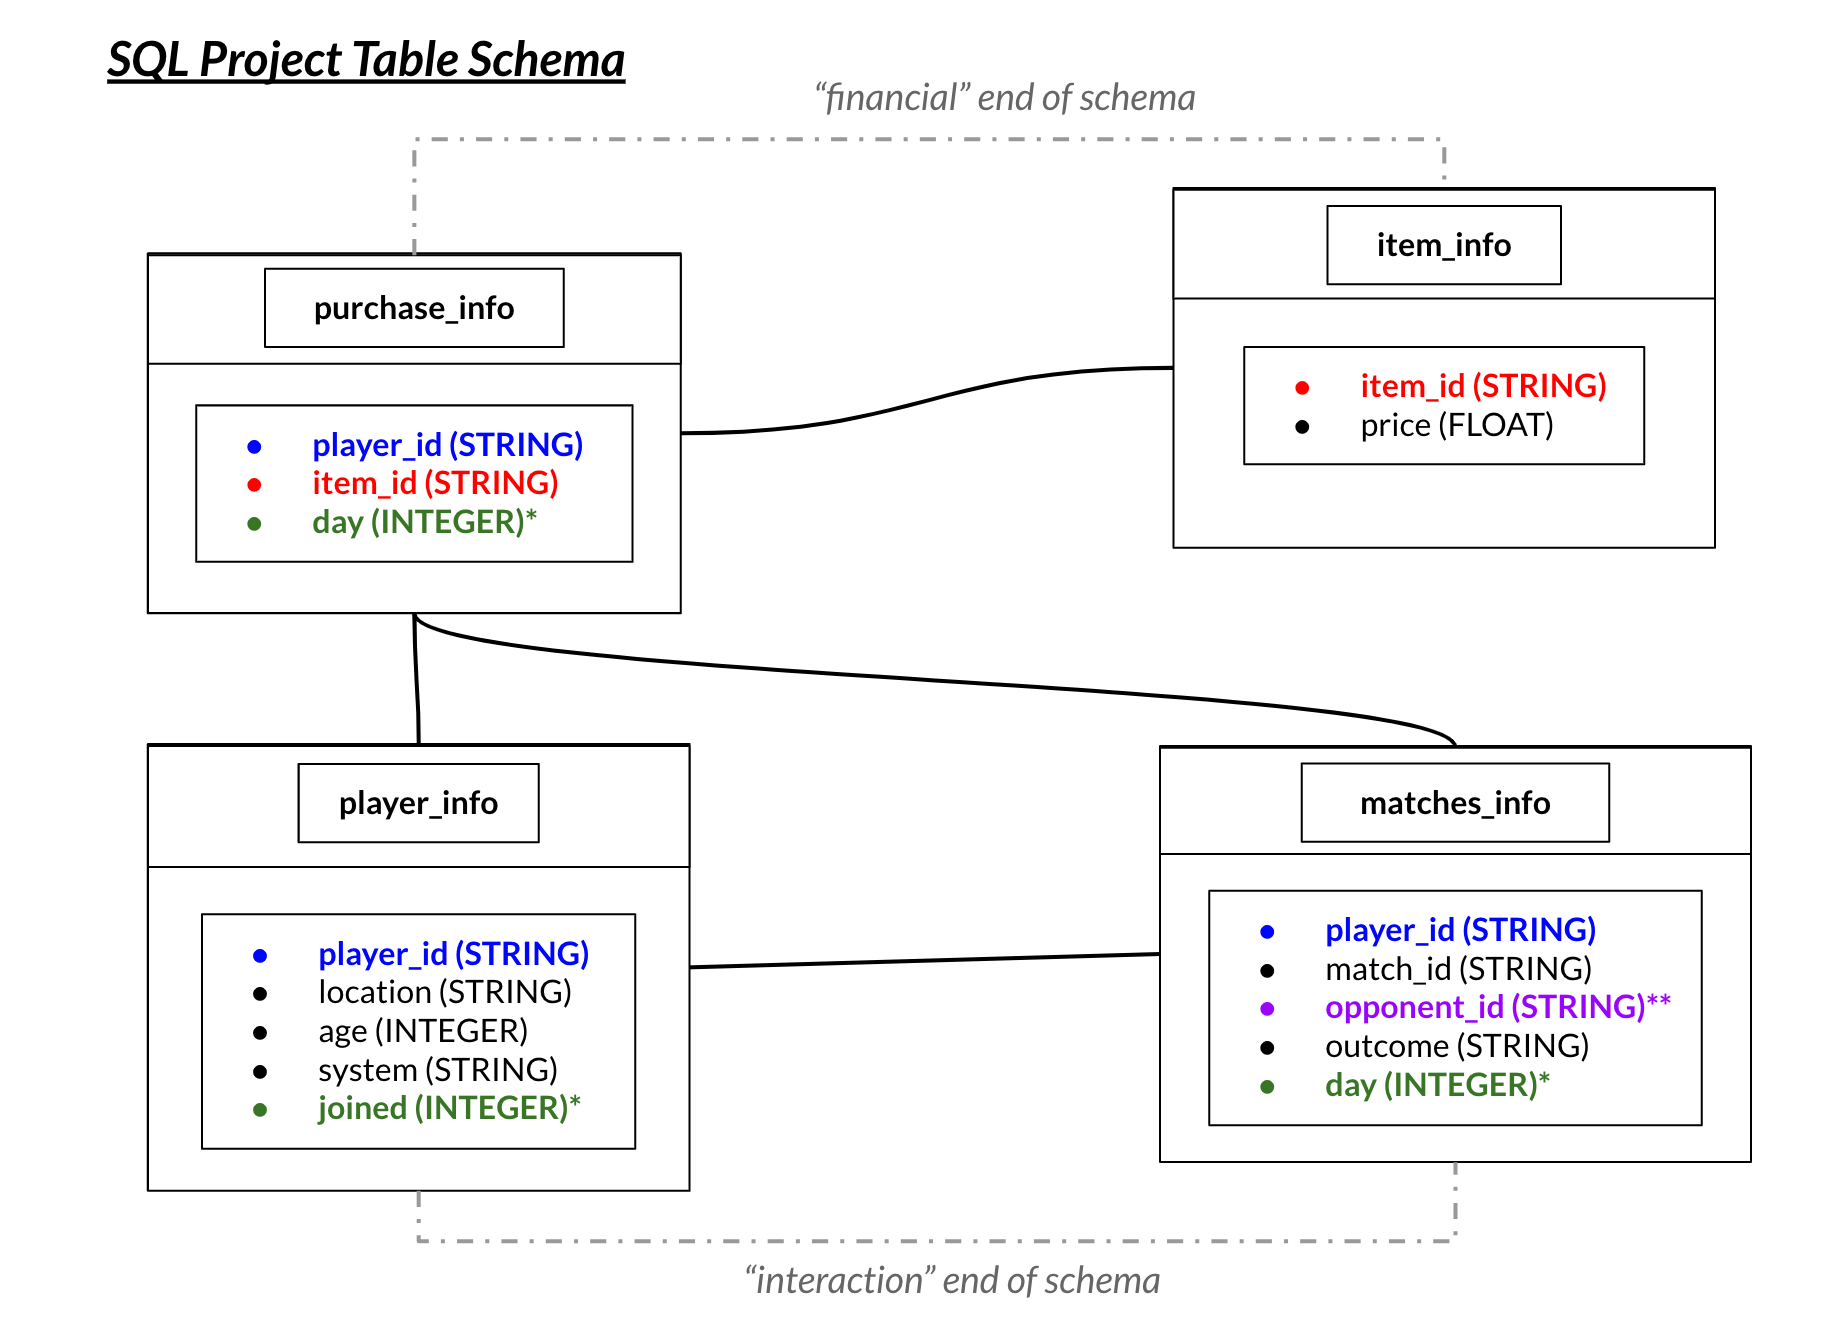 SQL Project Table Schema
“financial” end of schema
purchase_info
player_id (STRING)
item_id (STRING)
day (INTEGER)*
item_info
item_id (STRING)
price (FLOAT)
player_info
player_id (STRING)
location (STRING)
age (INTEGER)
system (STRING)
joined (INTEGER)*
matches_info
player_id (STRING)
match_id (STRING)
opponent_id (STRING)**
outcome (STRING)
day (INTEGER)*
“interaction” end of schema